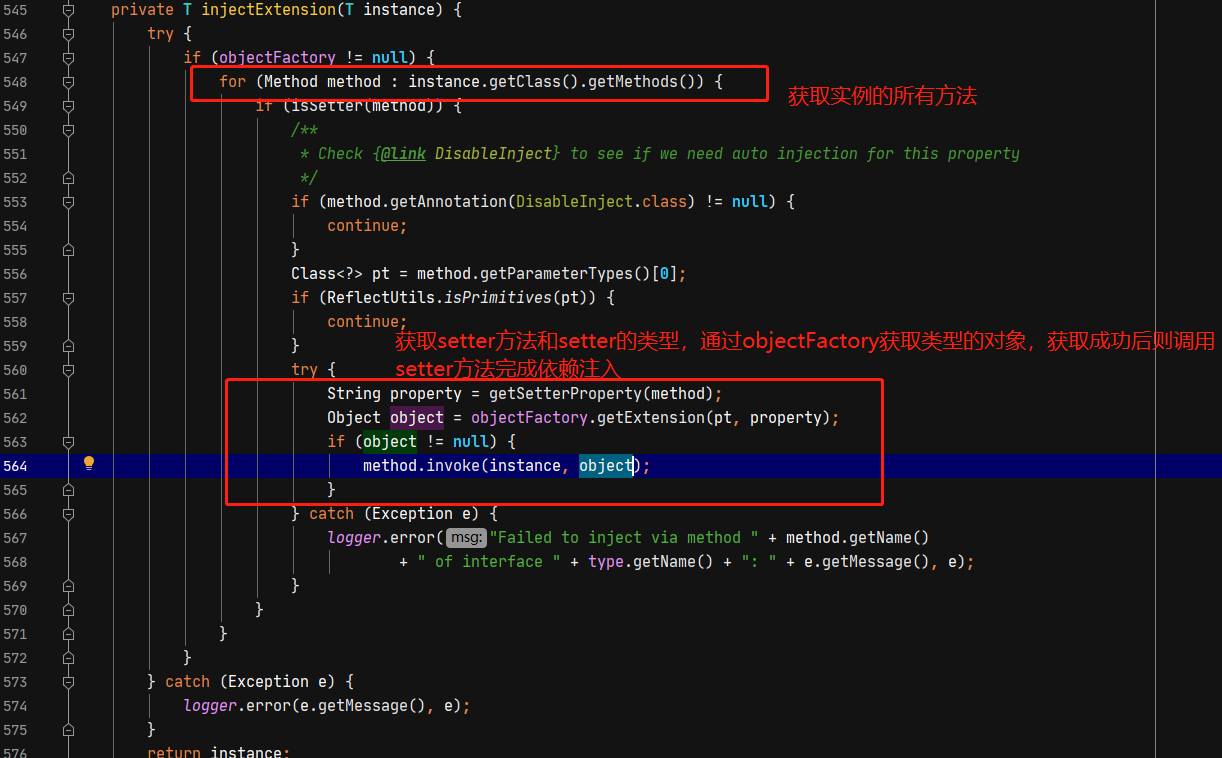 545 private T injectExtension(T instance) {
546 try {
547 if (objectFactory != null) {
548 for (Method method : instance.getClass().getMethods()) {
获取实例的所有方法
549 if (isSetter(method)) {
550 /**
551 * Check {@link DisableInject} to see if we need auto injection for this property
552 */
553 if (method.getAnnotation(DisableInject.class) != null) {
554 continue;
555 }
556 Class<?> pt = method.getParameterTypes()[0];
557 if (ReflectUtils.isPrimitives(pt)) {
558 continue;
559 }
获取setter方法和setter的类型，通过objectFactory获取类型的对象，获取成功后则调用
setter方法完成依赖注入
560 try {
561 String property = getSetterProperty(method);
562 Object object = objectFactory.getExtension(pt, property);
563 if (object != null) {
564 method.invoke(instance, object);
565 }
566 } catch (Exception e) {
567 logger.error( msg: "Failed to inject via method " + method.getName()
568 + " of interface " + type.getName() + ": " + e.getMessage(), e);
569 }
570 }
571 }
572 }
573 } catch (Exception e) {
574 logger.error(e.getMessage(), e);
575 }
576 return instance;